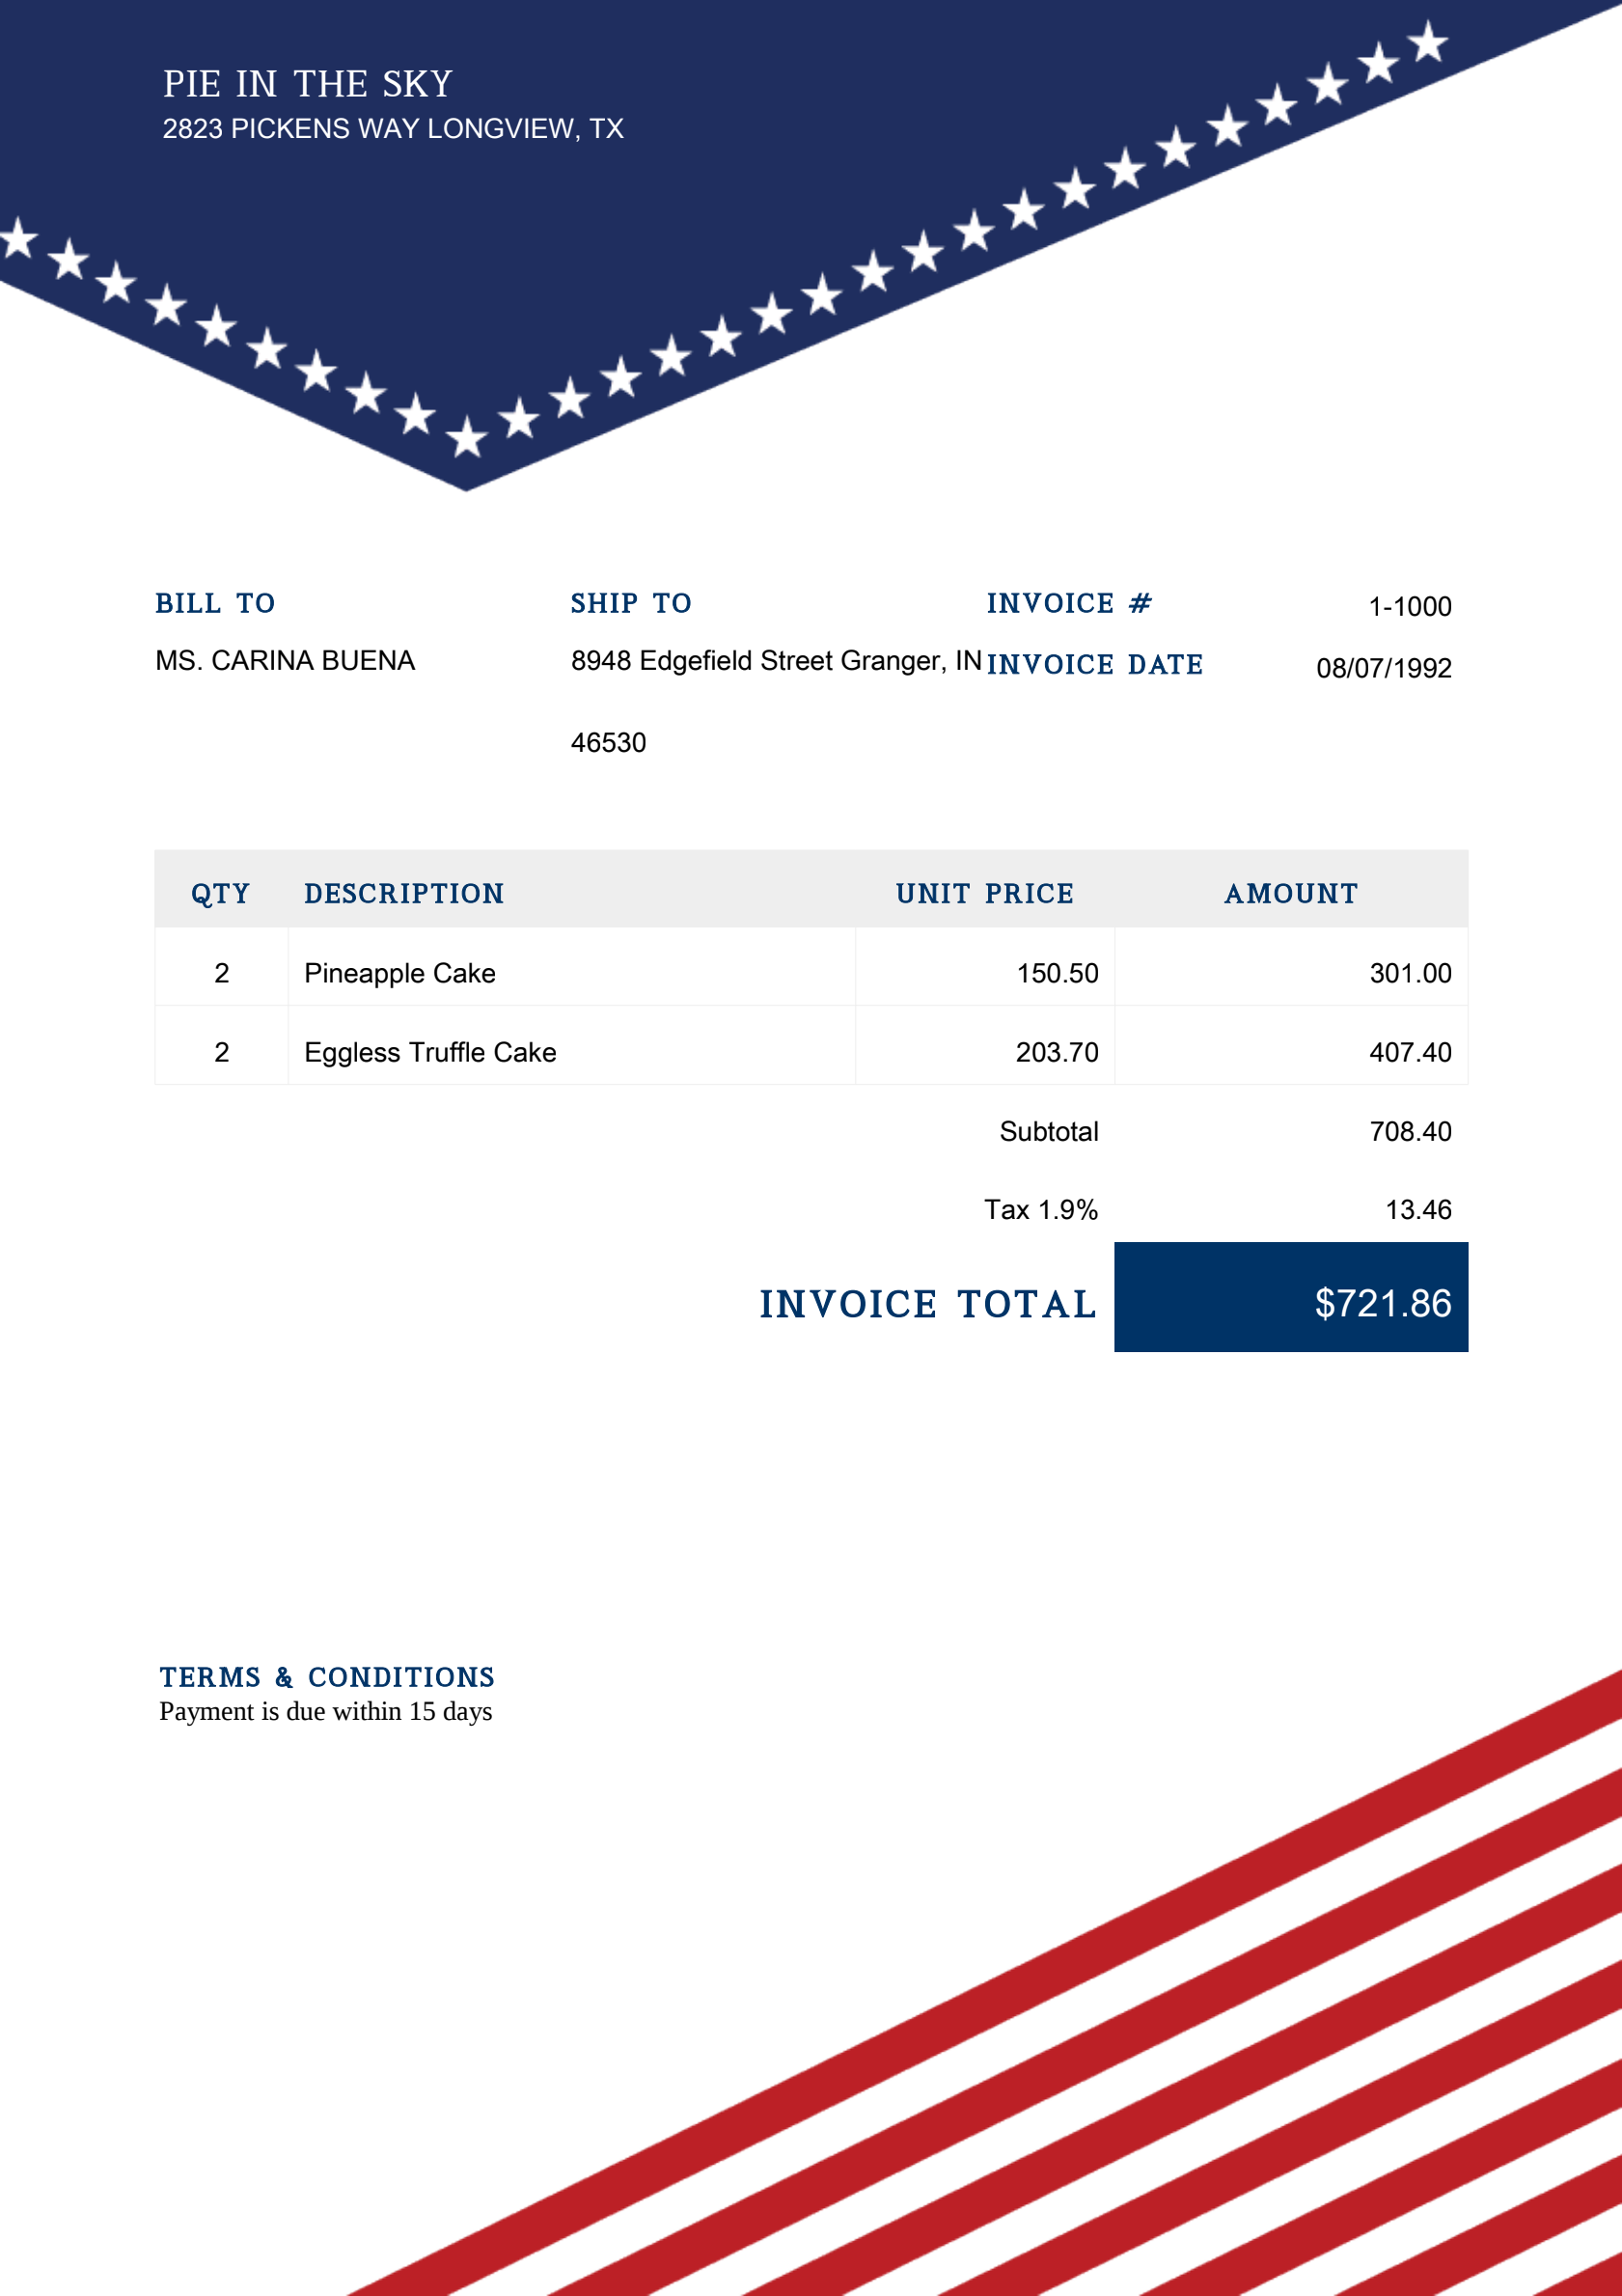 PIE IN THE SKY
2823 PICKENS WAY LONGVIEW, TX
BILL TO
MS. CARINA BUENA
SHIP TO
8948 Edgefield Street Granger, IN
46530
INVOICE # 1-1000
INVOICE DATE 08/07/1992
QTY DESCRIPTION UNIT PRICE AMOUNT
2 Pineapple Cake 150.50 301.00
2 Eggless Truffle Cake 203.70 407.40
Subtotal 708.40
Tax 1.9% 13.46
INVOICE TOTAL $721.86
TERMS & CONDITIONS
Payment is due within 15 days